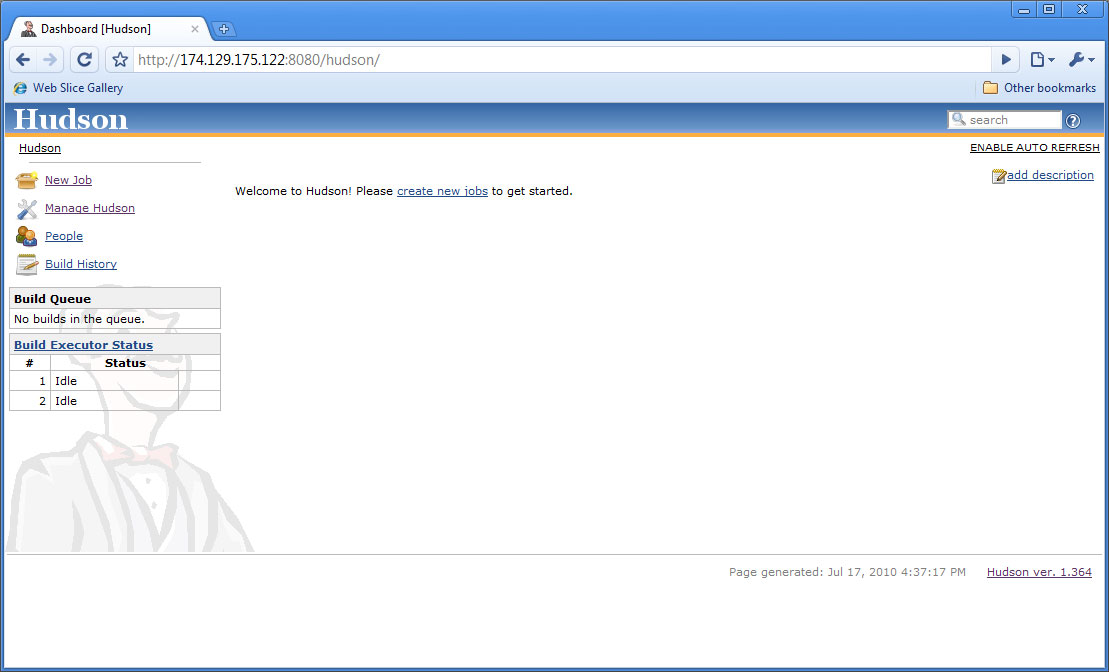 Dashboard [Hudson]
http://174.129.175.122:8080/hudson/
Web Slice Gallery
Other bookmarks
Hudson
search
Hudson
ENABLE AUTO REFRESH
New Job
add description
Welcome to Hudson! Please create new jobs to get started.
Manage Hudson
People
Build History
Build Queue
No builds in the queue.
Build Executor Status
# Status
1 Idle
2 Idle
Page generated: Jul 17, 2010 4:37:17 PM Hudson ver. 1.364